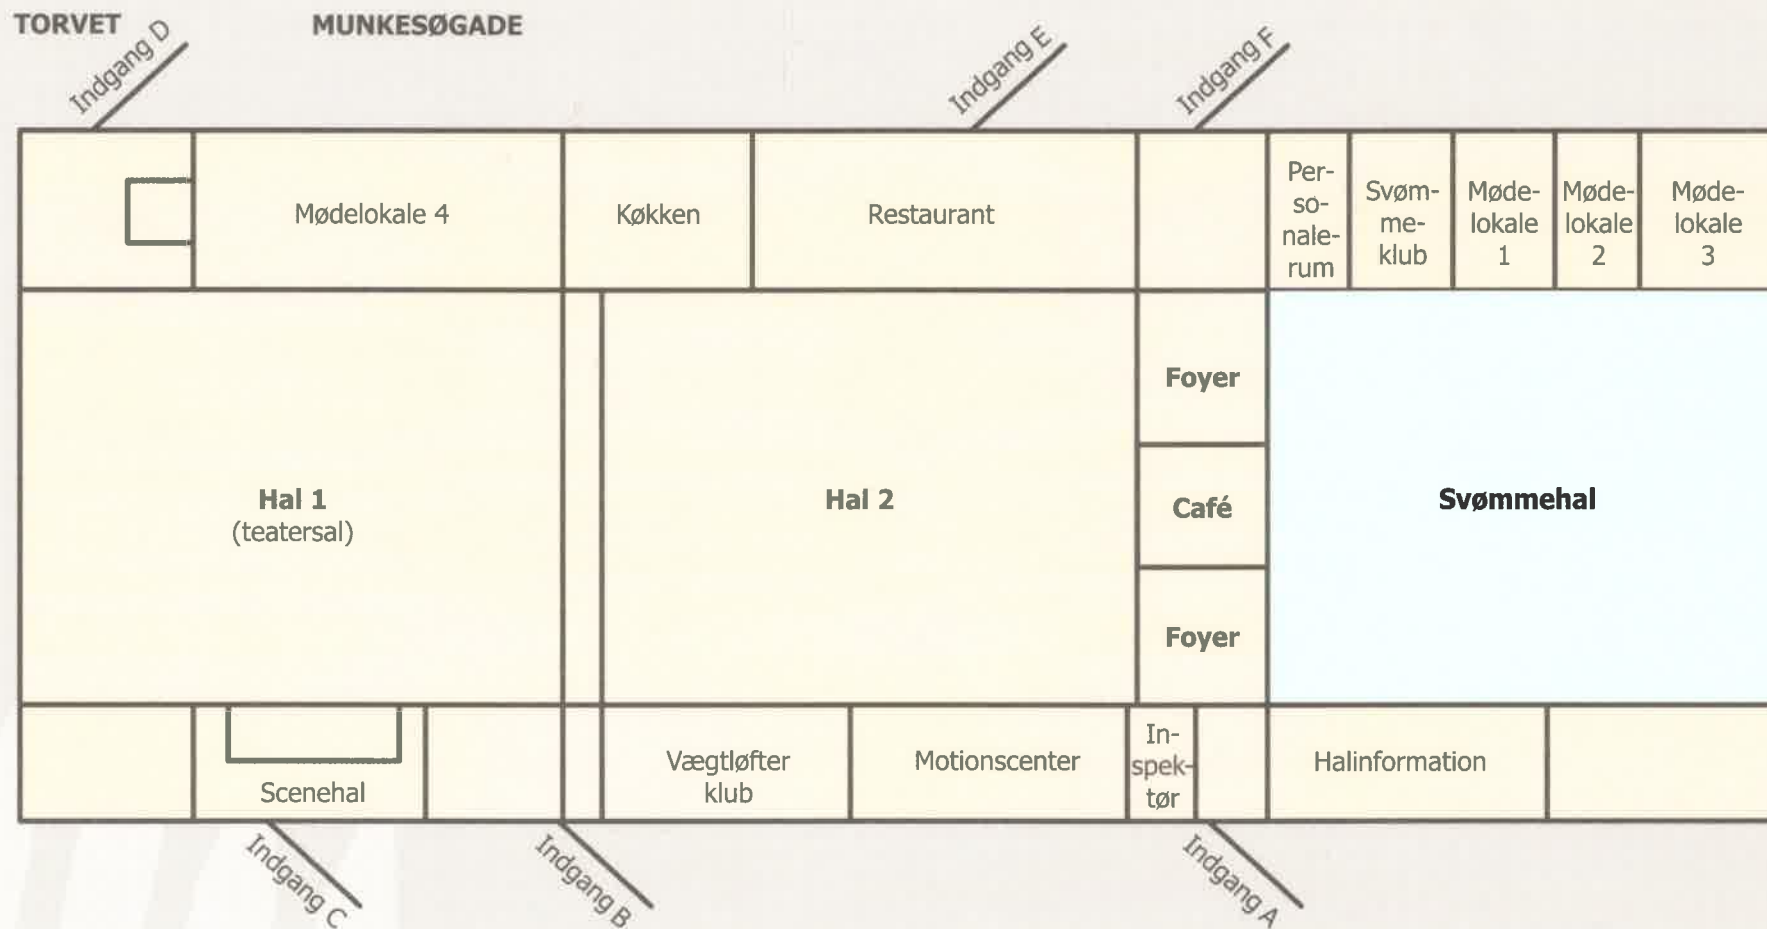 TORVET
MUNKESØGADE
Indgang D
Indgang E
Indgang F
Mødelokale 4
Køkken
Restaurant
Per-
so-
nale-
rum
Svøm-
me-
klub
Møde-
lokale
1
Møde-
lokale
2
Møde-
lokale
3
Hal 1
(teatersal)
Hal 2
Foyer
Café
Foyer
Svømmehal
Scenehal
Vægtløfter
klub
Motionscenter
In-
spek-
tør
Halinformation
Indgang C
Indgang B
Indgang A